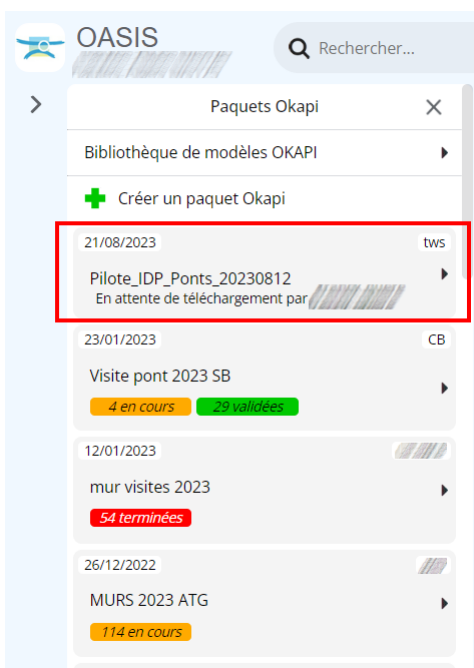 OASIS
Rechercher...
Paquets Okapi
Bibliothèque de modèles OKAPI
Créer un paquet Okapi
21/08/2023 tws
Pilote_IDP_Ponts_20230812
En attente de téléchargement par
23/01/2023 CB
Visite pont 2023 SB
4 en cours 29 validées
12/01/2023
mur visites 2023
54 terminées
26/12/2022
MURS 2023 ATG
114 en cours